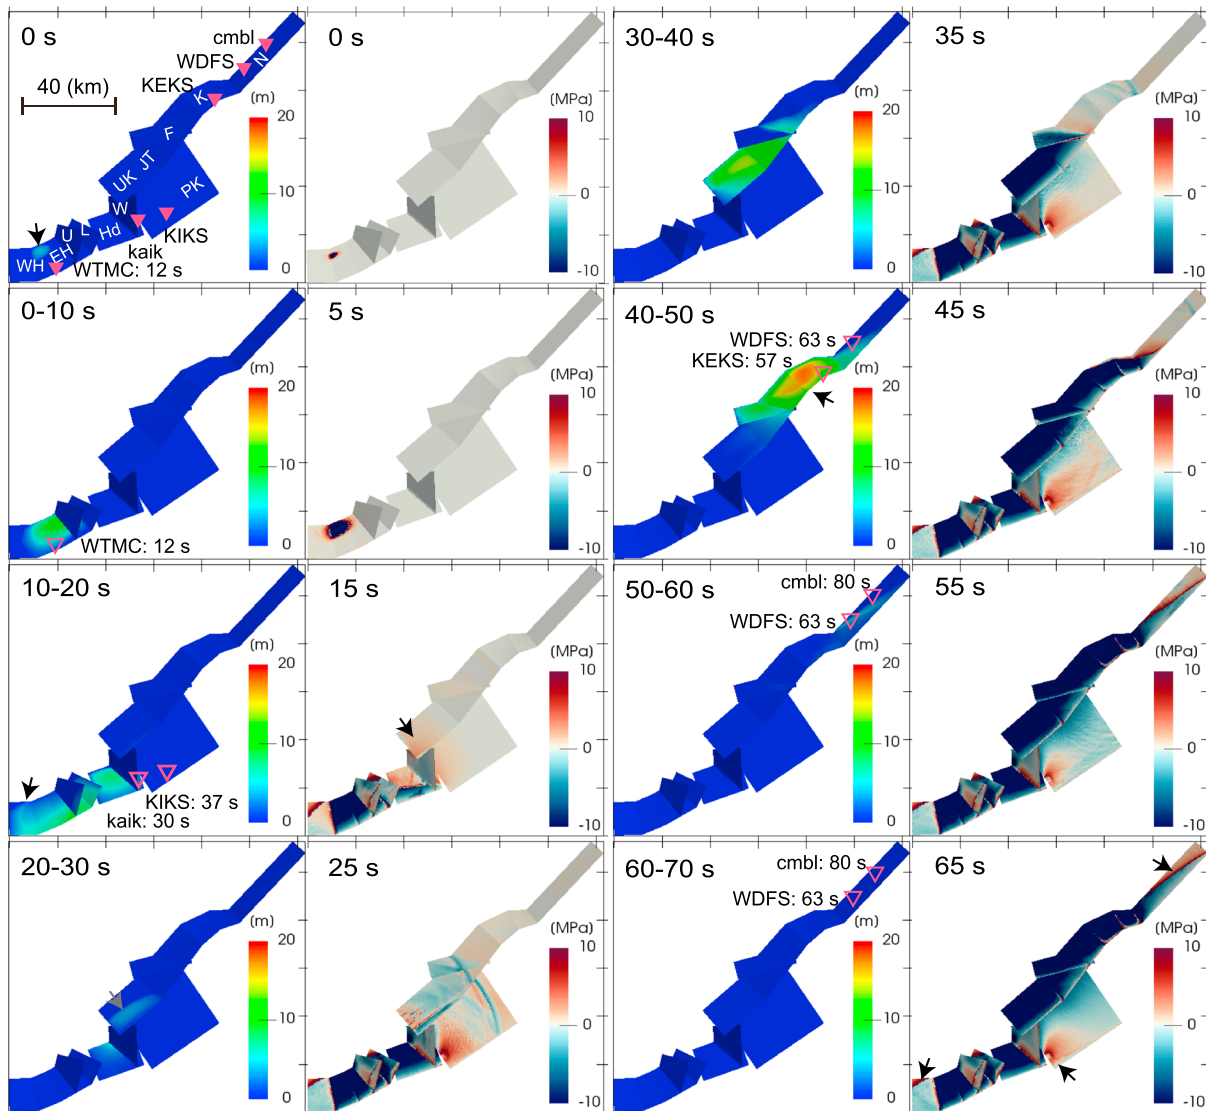 0 s
cmbl
WDFS
N
40 (km)
KEKS
K
(m)
20
F
JT
UK
PK
10
W
U
L
Hd
KIKS
EH
kaik
WH
WTMC: 12 s
0
0 s
(MPa)
10
0
-10
30-40 s
(m)
20
10
0
35 s
(MPa)
10
0
-10
0-10 s
(m)
20
10
WTMC: 12 s
0
5 s
(MPa)
10
0
-10
40-50 s
WDFS: 63 s
KEKS: 57 s
(m)
20
10
0
45 s
(MPa)
10
0
-10
10-20 s
(m)
20
10
KIKS: 37 s
kaik: 30 s
0
15 s
(MPa)
10
0
-10
50-60 s
cmbl: 80 s
WDFS: 63 s
(m)
20
10
0
55 s
(MPa)
10
0
-10
20-30 s
(m)
20
10
0
25 s
(MPa)
10
0
-10
60-70 s
cmbl: 80 s
WDFS: 63 s
(m)
20
10
0
65 s
(MPa)
10
0
-10